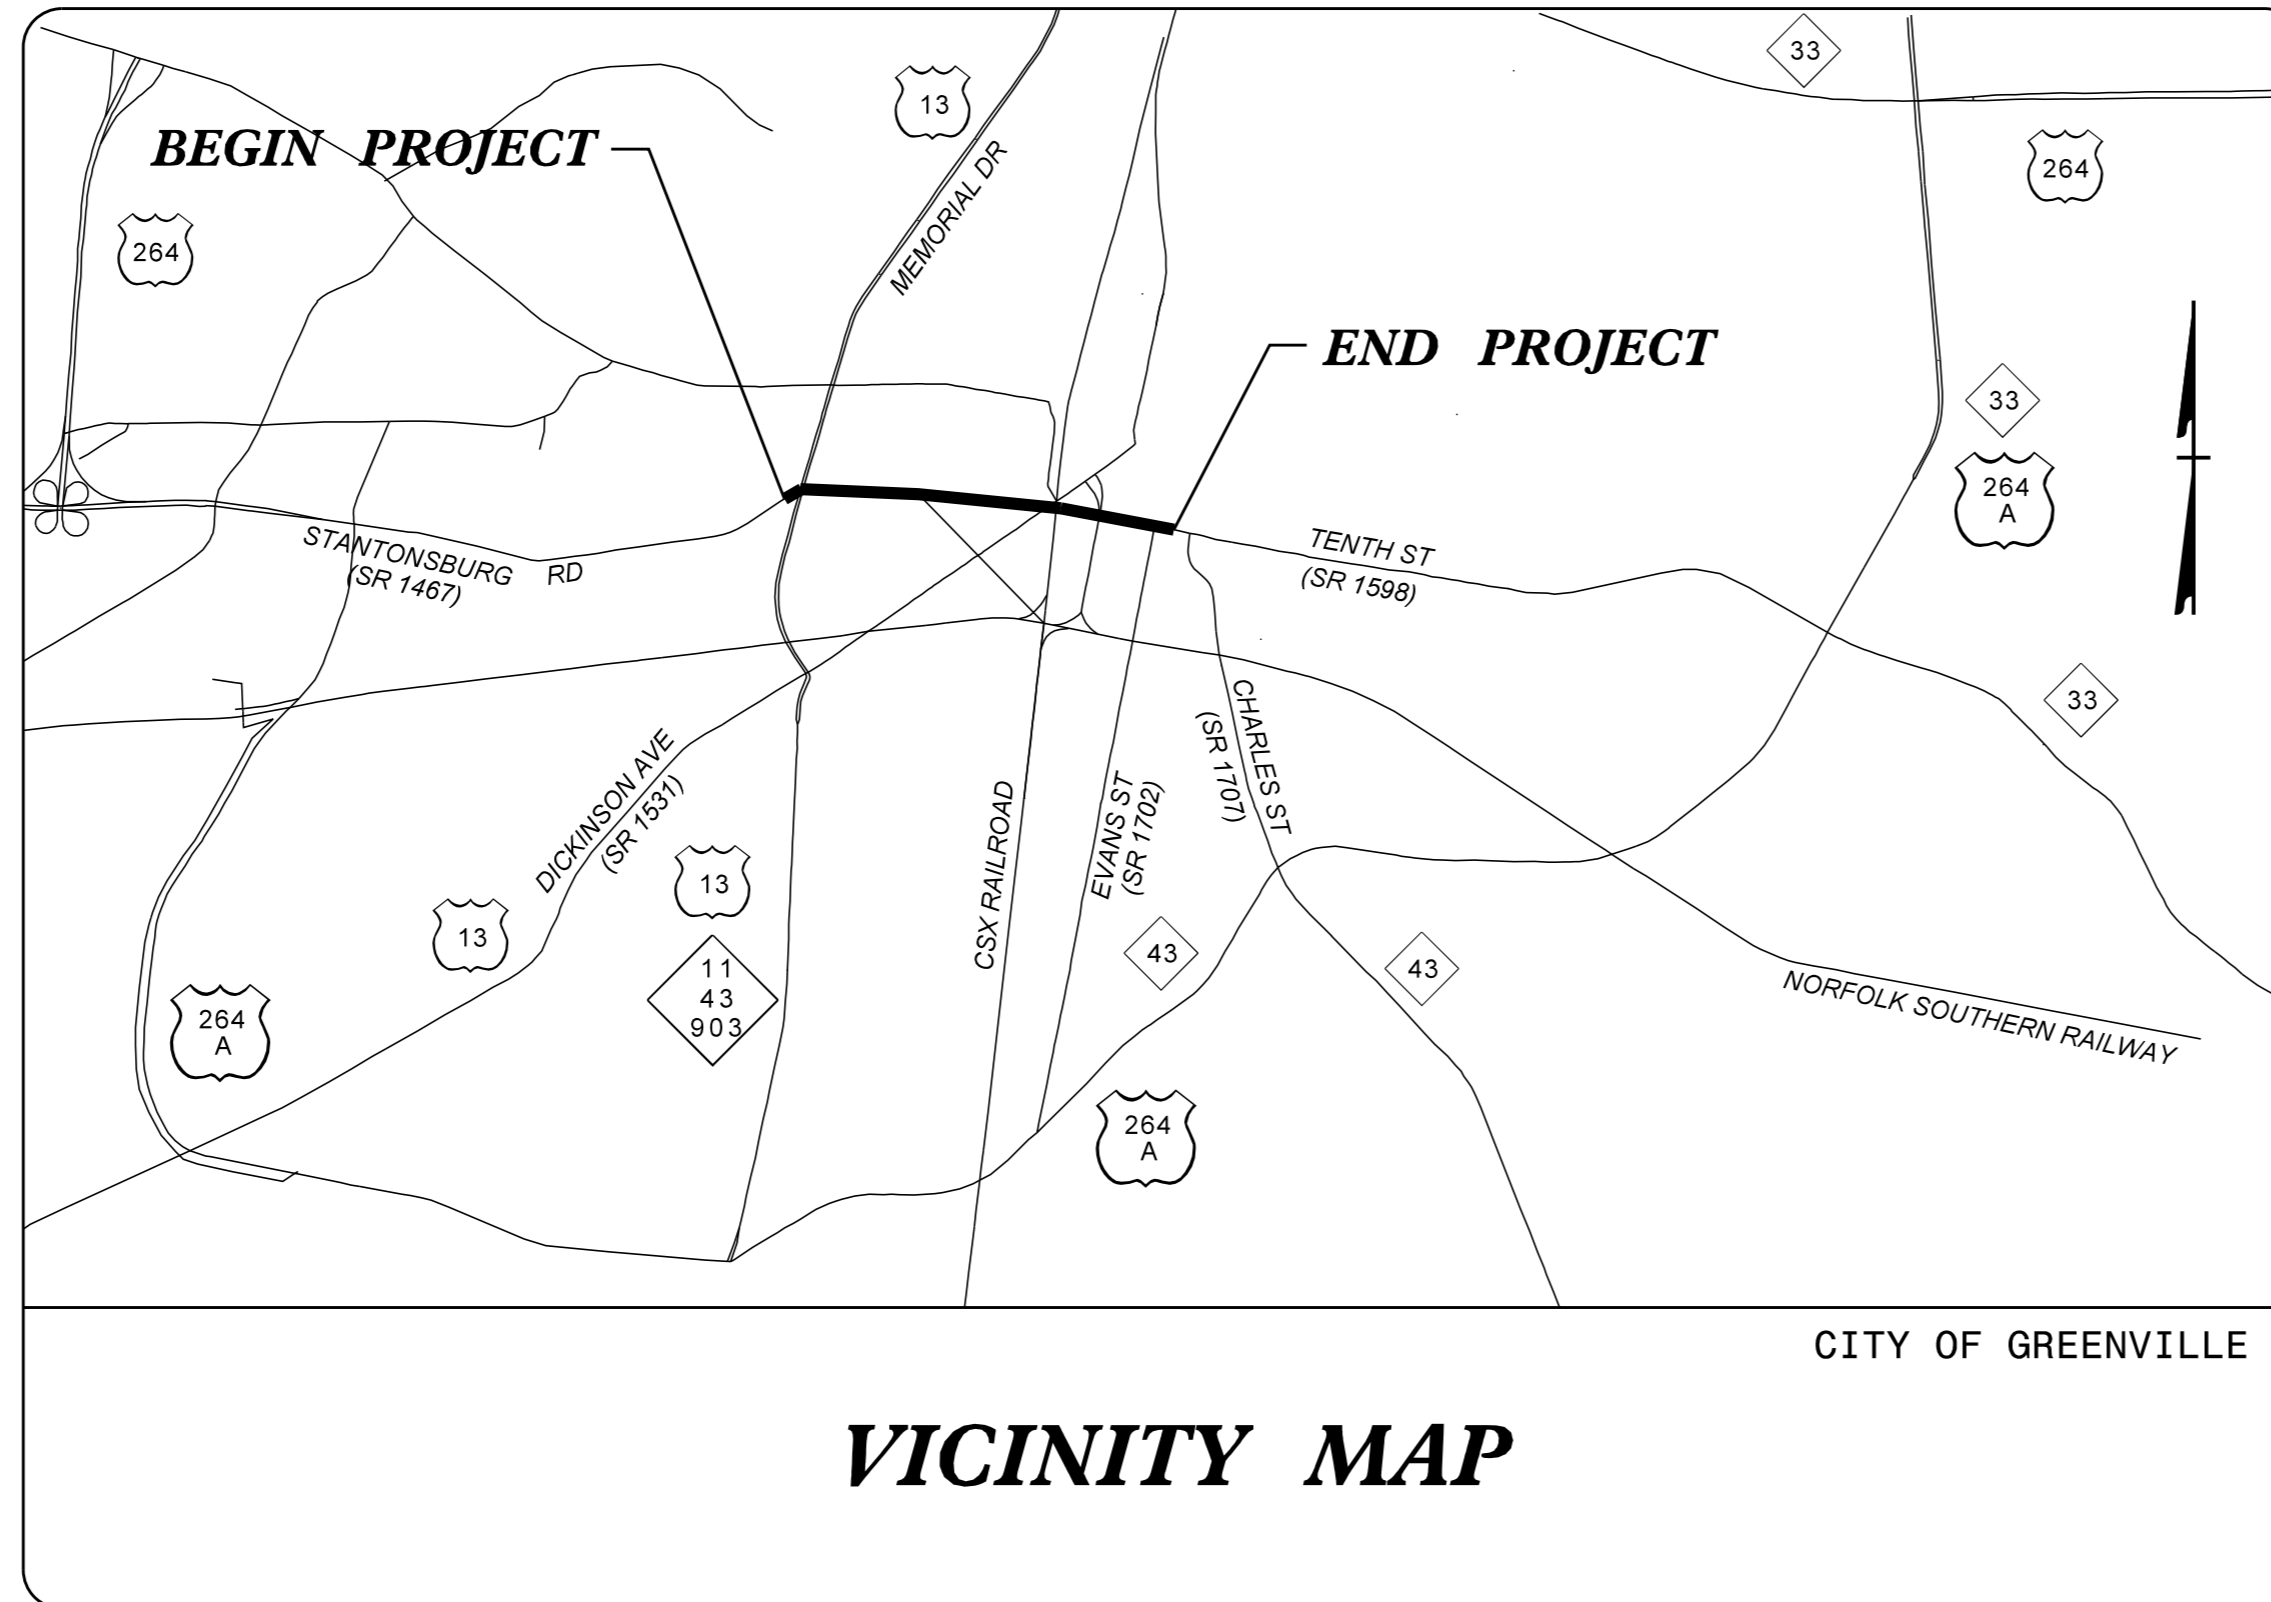 33
13
BEGIN PROJECT
264
MEMORIAL DR
264
END PROJECT
33
264
A
STANTONSBURG RD
(SR 1467)
TENTH ST
(SR 1598)
33
CHARLES ST
(SR 1707)
DICKINSON AVE
(SR 1531)
CSX RAILROAD
EVANS ST
(SR 1702)
13
13
11
43
903
43
43
264
A
NORFOLK SOUTHERN RAILWAY
264
A
CITY OF GREENVILLE
VICINITY MAP